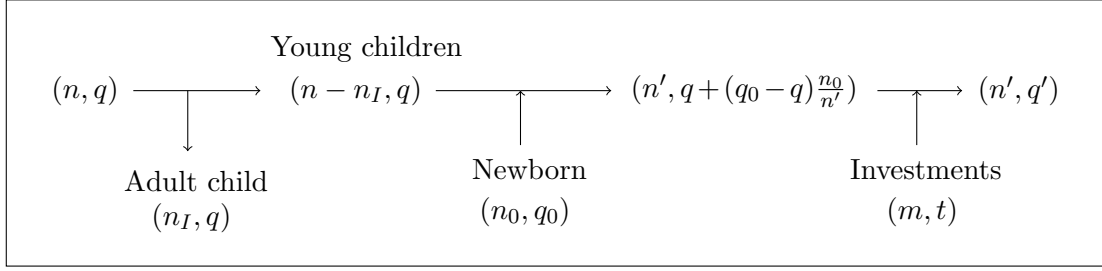 Young children
(n, q) (n − n_I, q) (n′, q + (q_0 − q) n_0/n′) (n′, q′)
Adult child Newborn Investments
(n_I, q) (n_0, q_0) (m, t)